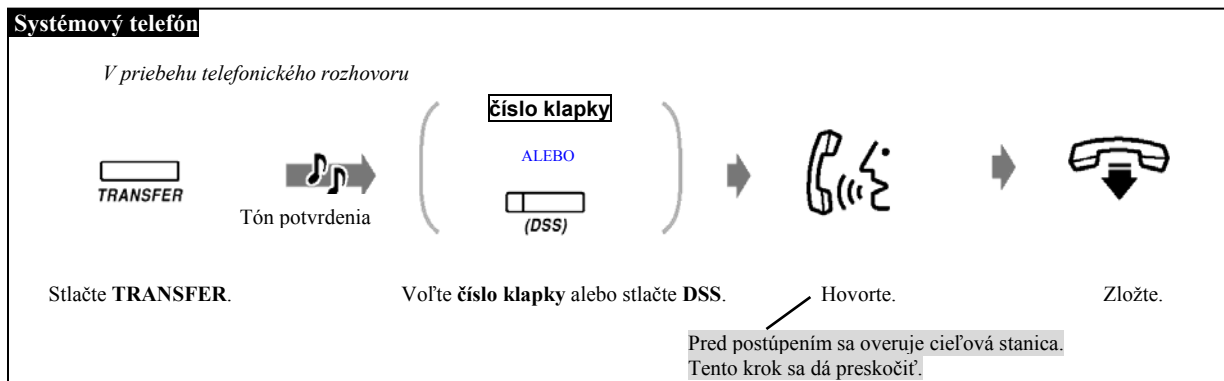 Systémový telefón
V priebehu telefonického rozhovoru
číslo klapky
ALEBO
TRANSFER
(DSS)
Tón potvrdenia
Stlačte TRANSFER.
Voľte číslo klapky alebo stlačte DSS.
Hovorte.
Zložte.
Pred postúpením sa overuje cieľová stanica.
Tento krok sa dá preskočiť.